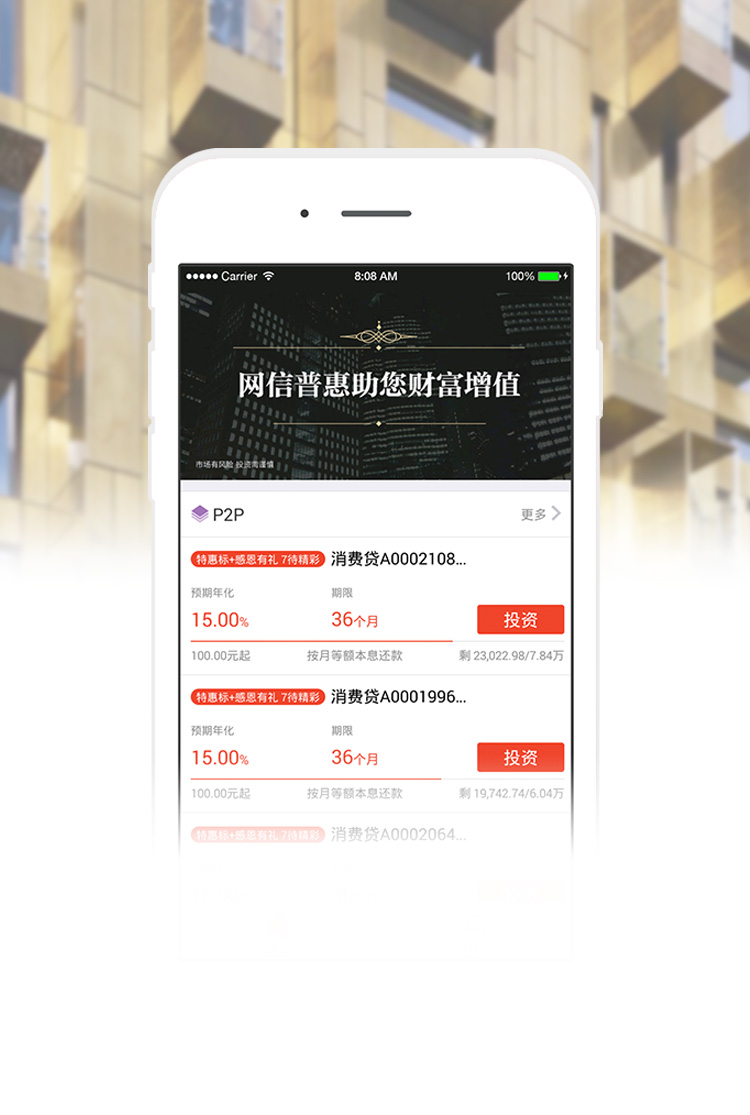 ●●●●● Carrier 8:08 AM 100%
网信普惠助您财富增值
市场有风险 投资需谨慎
P2P 更多
特惠标+感恩有礼 7待精彩 消费贷A0002108...
预期年化 期限
15.00% 36个月 投资
100.00元起 按月等额本息还款 剩 23,022.98/7.84万
特惠标+感恩有礼 7待精彩 消费贷A0001996...
预期年化 期限
15.00% 36个月 投资
100.00元起 按月等额本息还款 剩 19,742.74/6.04万
特惠标+感恩有礼 7待精彩 消费贷A0002064...